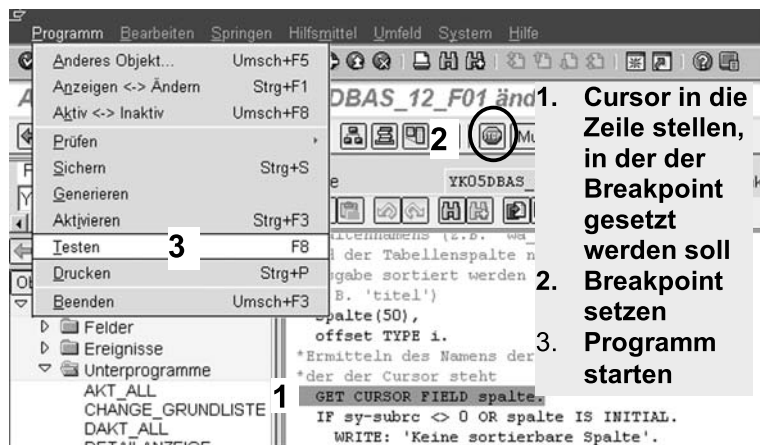 Programm Bearbeiten Springen Hilfsmittel Umfeld System Hilfe
Anderes Objekt... Umsch+F5
Anzeigen <-> Ändern Strg+F1
Aktiv <-> Inaktiv Umsch+F8
Prüfen
Sichern Strg+S
Generieren
Aktivieren Strg+F3
Testen 3 F8
Drucken Strg+P
Beenden Umsch+F3
DBAS_12_F01 änd
2
YK05DBAS_
der Tabellenspalte
sortiert werden
B. 'titel')
spalte(50),
offset TYPE i.
*Ermitteln des Namens der
*der der Cursor steht
1 GET CURSOR FIELD spalte.
IF sy-subrc <> 0 OR spalte IS INITIAL.
WRITE: 'Keine sortierbare Spalte'.
Felder
Ereignisse
Unterprogramme
AKT_ALL
CHANGE_GRUNDLISTE
DAKT_ALL
DETAILANZEIGE
1. Cursor in die
Zeile stellen,
in der der
Breakpoint
gesetzt
werden soll
2. Breakpoint
setzen
3. Programm
starten